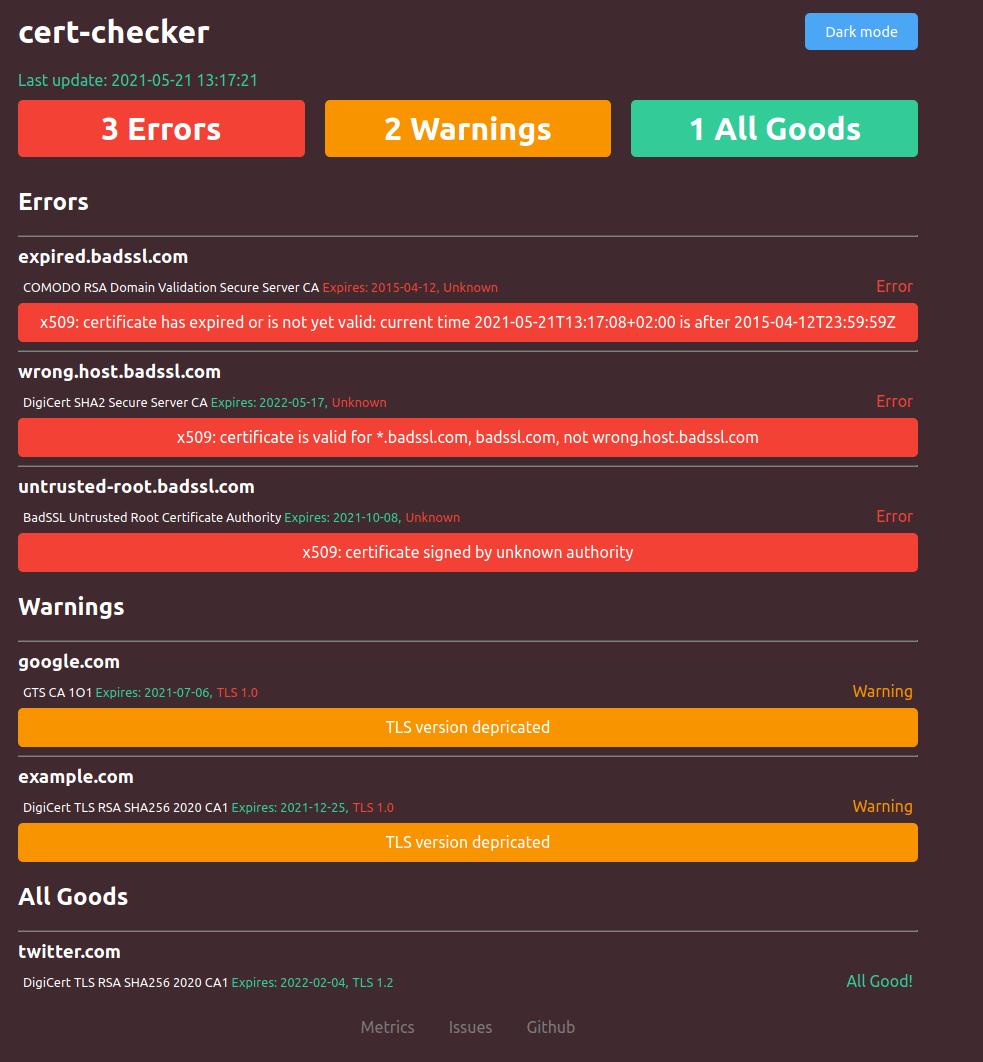 cert-checker
Dark mode
Last update: 2021-05-21 13:17:21
3 Errors
2 Warnings
1 All Goods
Errors
expired.badssl.com
COMODO RSA Domain Validation Secure Server CA Expires: 2015-04-12, Unknown
Error
x509: certificate has expired or is not yet valid: current time 2021-05-21T13:17:08+02:00 is after 2015-04-12T23:59:59Z
wrong.host.badssl.com
DigiCert SHA2 Secure Server CA Expires: 2022-05-17, Unknown
Error
x509: certificate is valid for *.badssl.com, badssl.com, not wrong.host.badssl.com
untrusted-root.badssl.com
BadSSL Untrusted Root Certificate Authority Expires: 2021-10-08, Unknown
Error
x509: certificate signed by unknown authority
Warnings
google.com
GTS CA 1O1 Expires: 2021-07-06, TLS 1.0
Warning
TLS version depricated
example.com
DigiCert TLS RSA SHA256 2020 CA1 Expires: 2021-12-25, TLS 1.0
Warning
TLS version depricated
All Goods
twitter.com
DigiCert TLS RSA SHA256 2020 CA1 Expires: 2022-02-04, TLS 1.2
All Good!
Metrics
Issues
Github